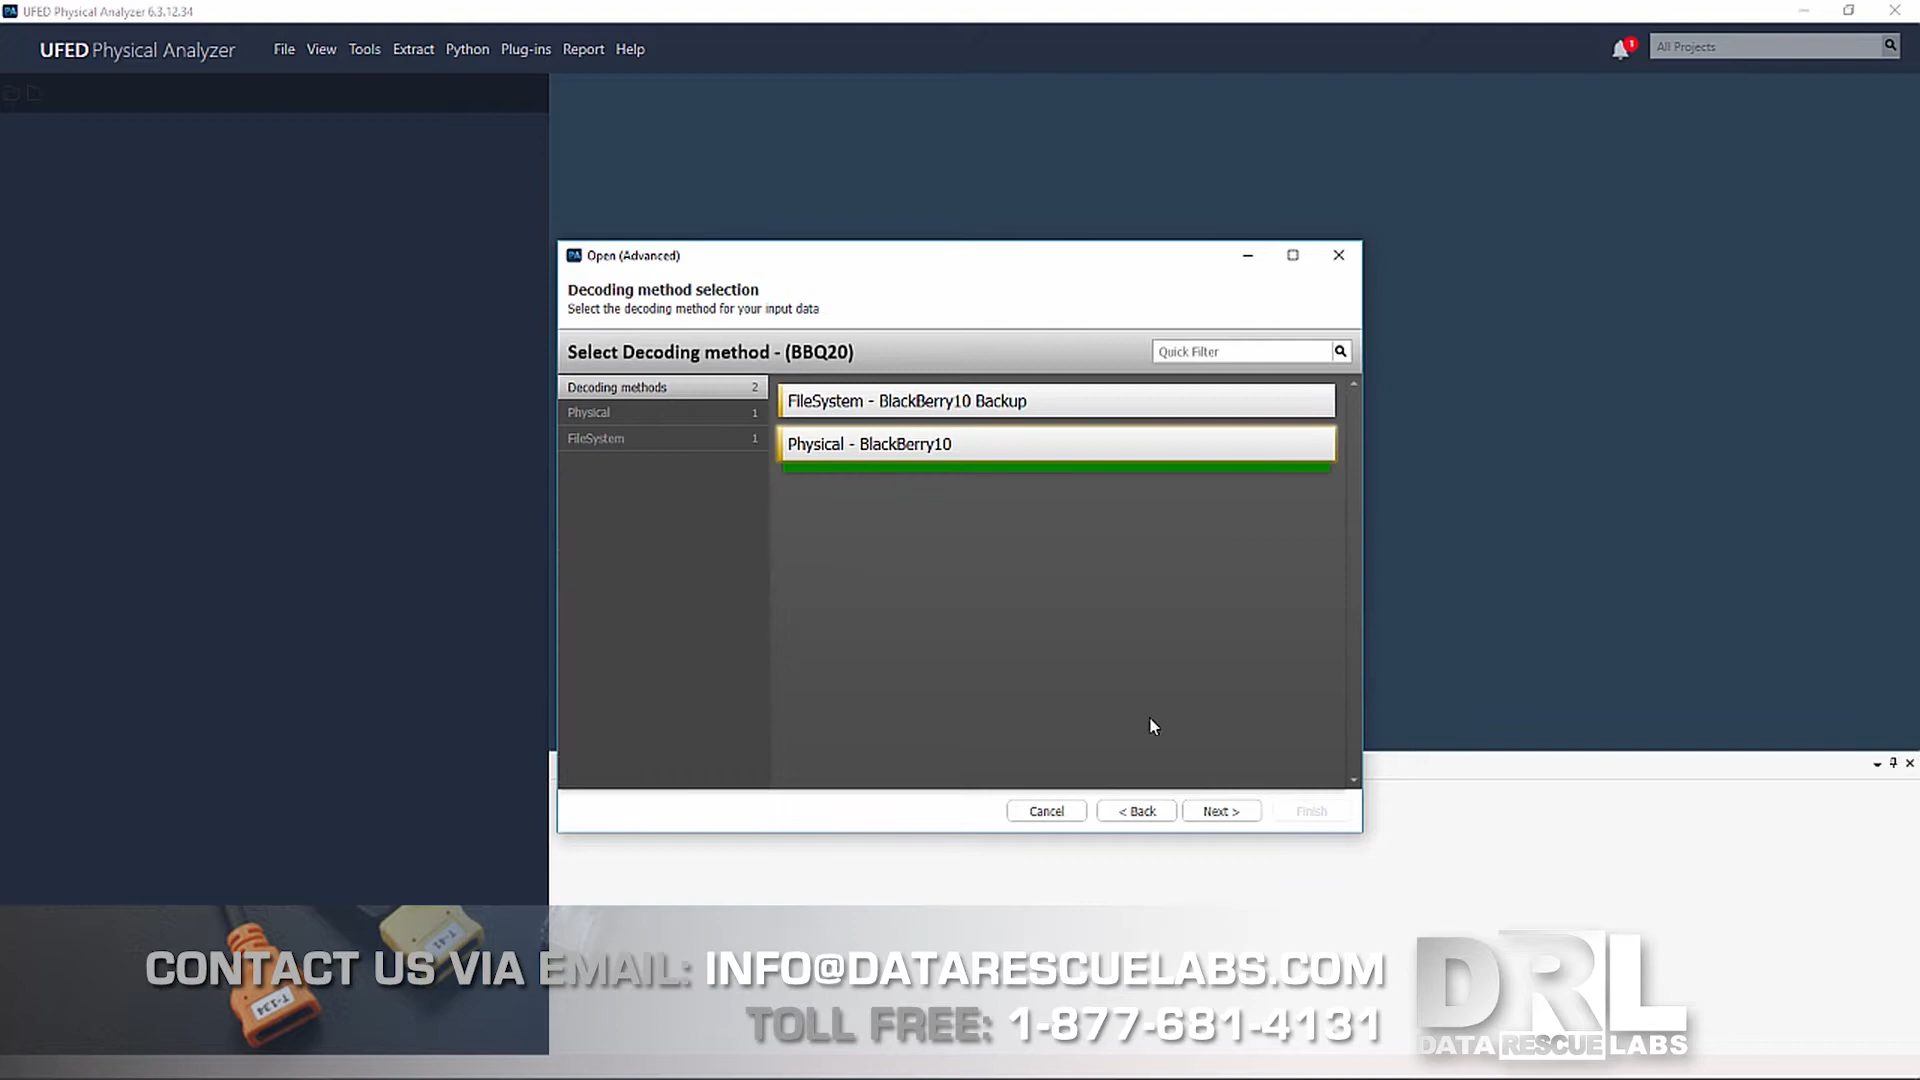 UFED Physical Analyzer 6.3.12.34
UFED Physical Analyzer File View Tools Extract Python Plug-ins Report Help
1
All Projects
Open (Advanced)
Decoding method selection
Select the decoding method for your input data
Select Decoding method - (BBQ20)
Quick Filter
Decoding methods 2
Physical 1
FileSystem 1
FileSystem - BlackBerry10 Backup
Physical - BlackBerry10
Cancel
< Back
Next >
Finish
T-41
T-134
CONTACT US VIA EMAIL: INFO@DATARESCUELABS.COM
TOLL FREE: 1-877-681-4131
DRL
DATA RESCUE LABS